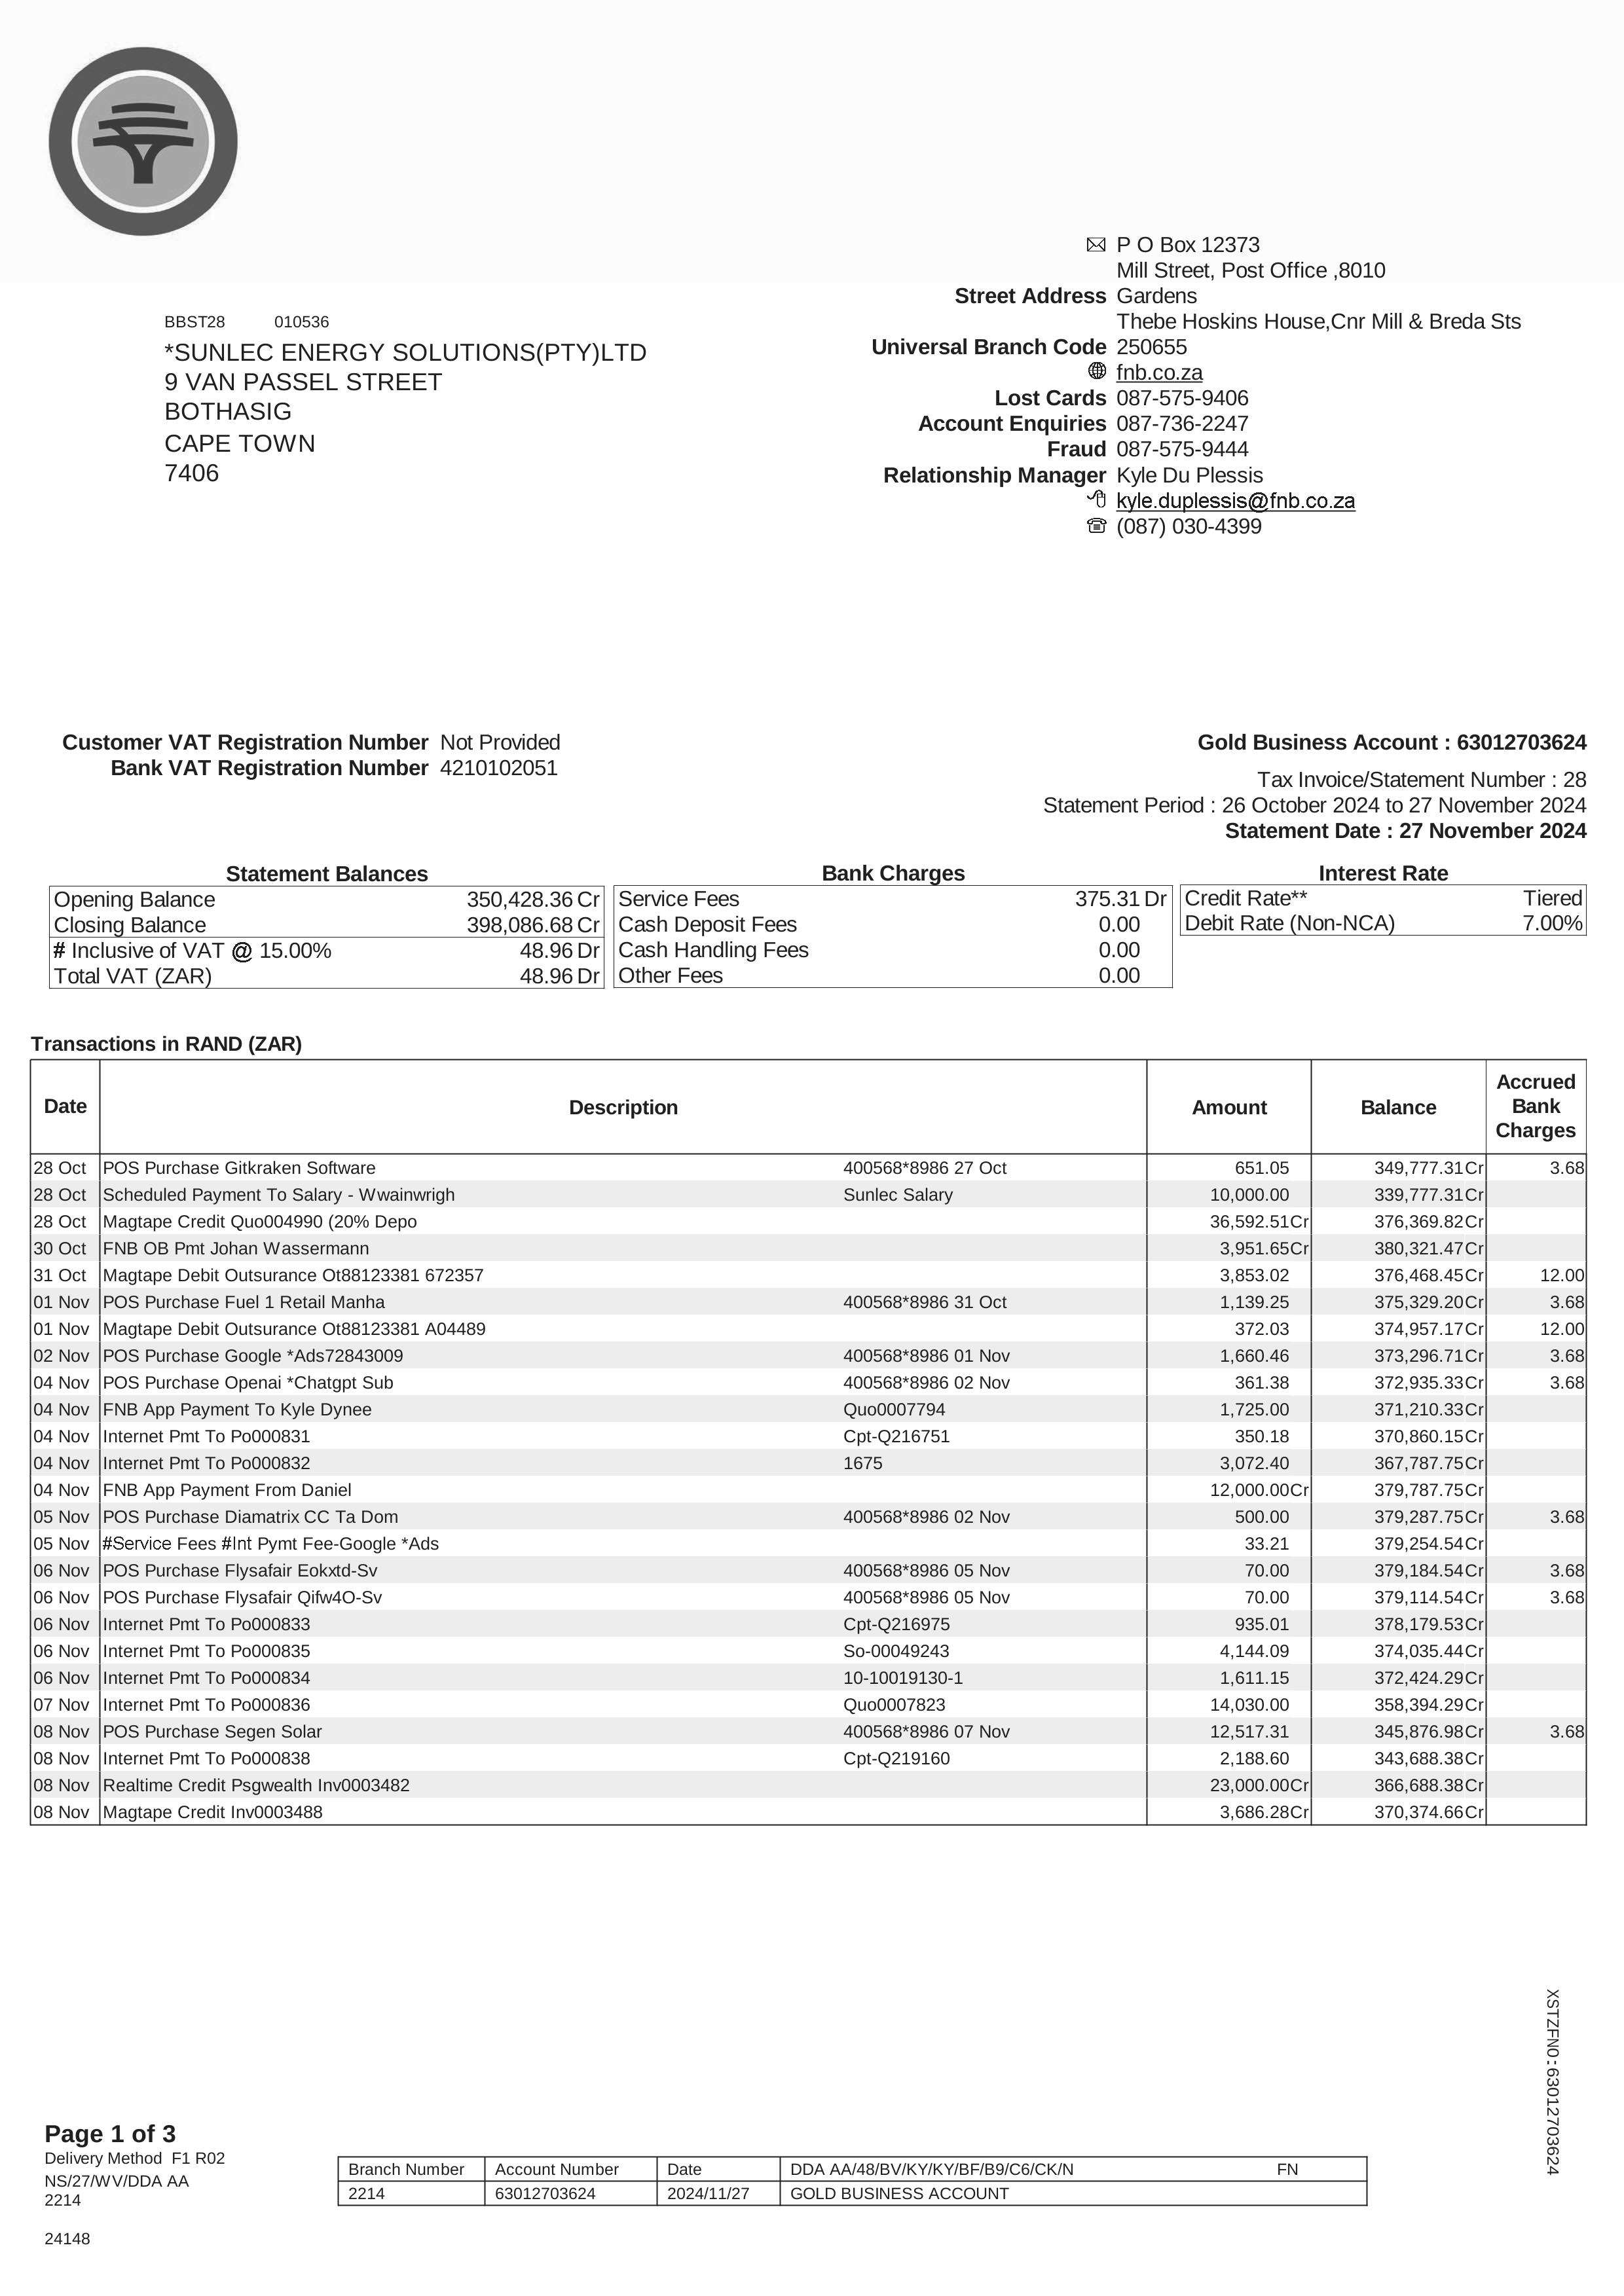 P O Box 12373
Mill Street, Post Office ,8010
Street Address Gardens
Thebe Hoskins House,Cnr Mill & Breda Sts
Universal Branch Code 250655
fnb.co.za
Lost Cards 087-575-9406
Account Enquiries 087-736-2247
Fraud 087-575-9444
Relationship Manager Kyle Du Plessis
kyle.duplessis@fnb.co.za
(087) 030-4399
BBST28 010536
*SUNLEC ENERGY SOLUTIONS(PTY)LTD
9 VAN PASSEL STREET
BOTHASIG
CAPE TOWN
7406
Customer VAT Registration Number Not Provided
Bank VAT Registration Number 4210102051
Gold Business Account : 63012703624
Tax Invoice/Statement Number : 28
Statement Period : 26 October 2024 to 27 November 2024
Statement Date : 27 November 2024
Statement Balances
Opening Balance 350,428.36 Cr
Closing Balance 398,086.68 Cr
# Inclusive of VAT @ 15.00% 48.96 Dr
Total VAT (ZAR) 48.96 Dr
Bank Charges
Service Fees 375.31 Dr
Cash Deposit Fees 0.00
Cash Handling Fees 0.00
Other Fees 0.00
Interest Rate
Credit Rate** Tiered
Debit Rate (Non-NCA) 7.00%
Transactions in RAND (ZAR)
Date Description Amount Balance Accrued Bank Charges
28 Oct POS Purchase Gitkraken Software 400568*8986 27 Oct 651.05 349,777.31Cr 3.68
28 Oct Scheduled Payment To Salary - Wwainwrigh Sunlec Salary 10,000.00 339,777.31Cr
28 Oct Magtape Credit Quo004990 (20% Depo 36,592.51Cr 376,369.82Cr
30 Oct FNB OB Pmt Johan Wassermann 3,951.65Cr 380,321.47Cr
31 Oct Magtape Debit Outsurance Ot88123381 672357 3,853.02 376,468.45Cr 12.00
01 Nov POS Purchase Fuel 1 Retail Manha 400568*8986 31 Oct 1,139.25 375,329.20Cr 3.68
01 Nov Magtape Debit Outsurance Ot88123381 A04489 372.03 374,957.17Cr 12.00
02 Nov POS Purchase Google *Ads72843009 400568*8986 01 Nov 1,660.46 373,296.71Cr 3.68
04 Nov POS Purchase Openai *Chatgpt Sub 400568*8986 02 Nov 361.38 372,935.33Cr 3.68
04 Nov FNB App Payment To Kyle Dynee Quo0007794 1,725.00 371,210.33Cr
04 Nov Internet Pmt To Po000831 Cpt-Q216751 350.18 370,860.15Cr
04 Nov Internet Pmt To Po000832 1675 3,072.40 367,787.75Cr
04 Nov FNB App Payment From Daniel 12,000.00Cr 379,787.75Cr
05 Nov POS Purchase Diamatrix CC Ta Dom 400568*8986 02 Nov 500.00 379,287.75Cr 3.68
05 Nov #Service Fees #Int Pymt Fee-Google *Ads 33.21 379,254.54Cr
06 Nov POS Purchase Flysafair Eokxtd-Sv 400568*8986 05 Nov 70.00 379,184.54Cr 3.68
06 Nov POS Purchase Flysafair Qifw4O-Sv 400568*8986 05 Nov 70.00 379,114.54Cr 3.68
06 Nov Internet Pmt To Po000833 Cpt-Q216975 935.01 378,179.53Cr
06 Nov Internet Pmt To Po000835 So-00049243 4,144.09 374,035.44Cr
06 Nov Internet Pmt To Po000834 10-10019130-1 1,611.15 372,424.29Cr
07 Nov Internet Pmt To Po000836 Quo0007823 14,030.00 358,394.29Cr
08 Nov POS Purchase Segen Solar 400568*8986 07 Nov 12,517.31 345,876.98Cr 3.68
08 Nov Internet Pmt To Po000838 Cpt-Q219160 2,188.60 343,688.38Cr
08 Nov Realtime Credit Psgwealth Inv0003482 23,000.00Cr 366,688.38Cr
08 Nov Magtape Credit Inv0003488 3,686.28Cr 370,374.66Cr
XSTZFN0:63012703624
Page 1 of 3
Delivery Method F1 R02
NS/27/WV/DDA AA
2214
24148
Branch Number Account Number Date DDA AA/48/BV/KY/KY/BF/B9/C6/CK/N FN
2214 63012703624 2024/11/27 GOLD BUSINESS ACCOUNT